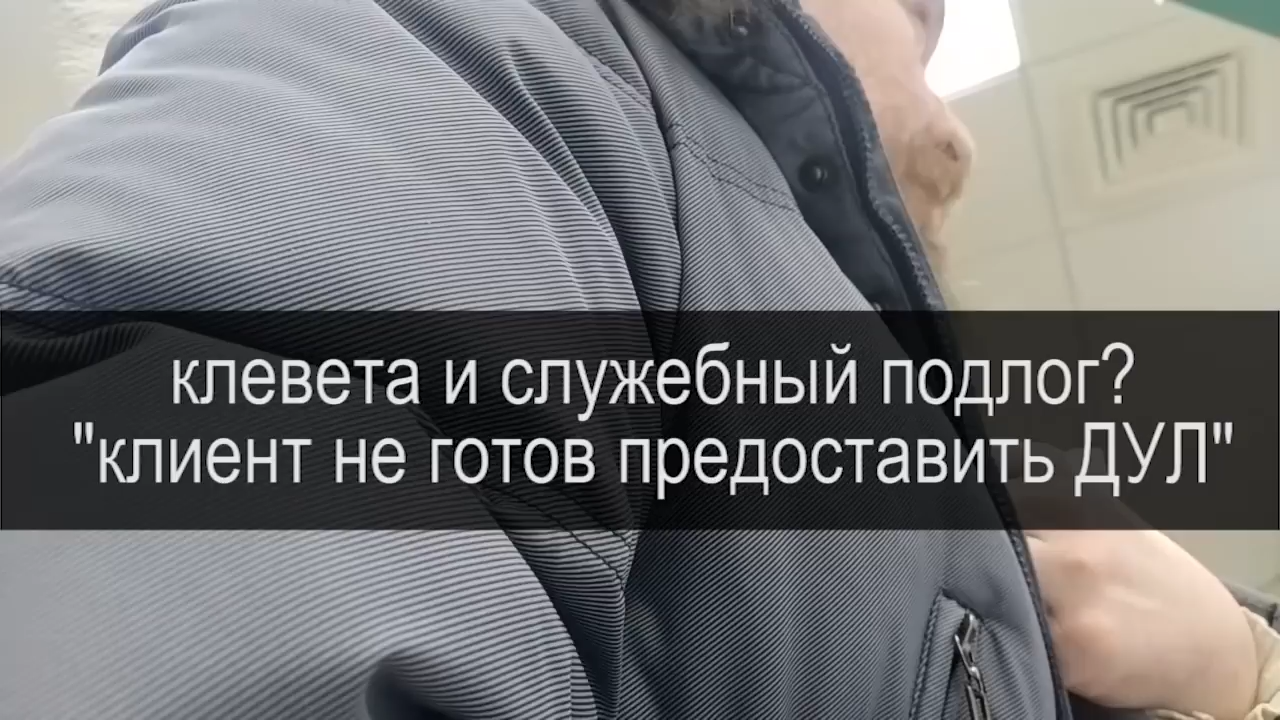 клевета и служебный подлог?
"клиент не готов предоставить ДУЛ"